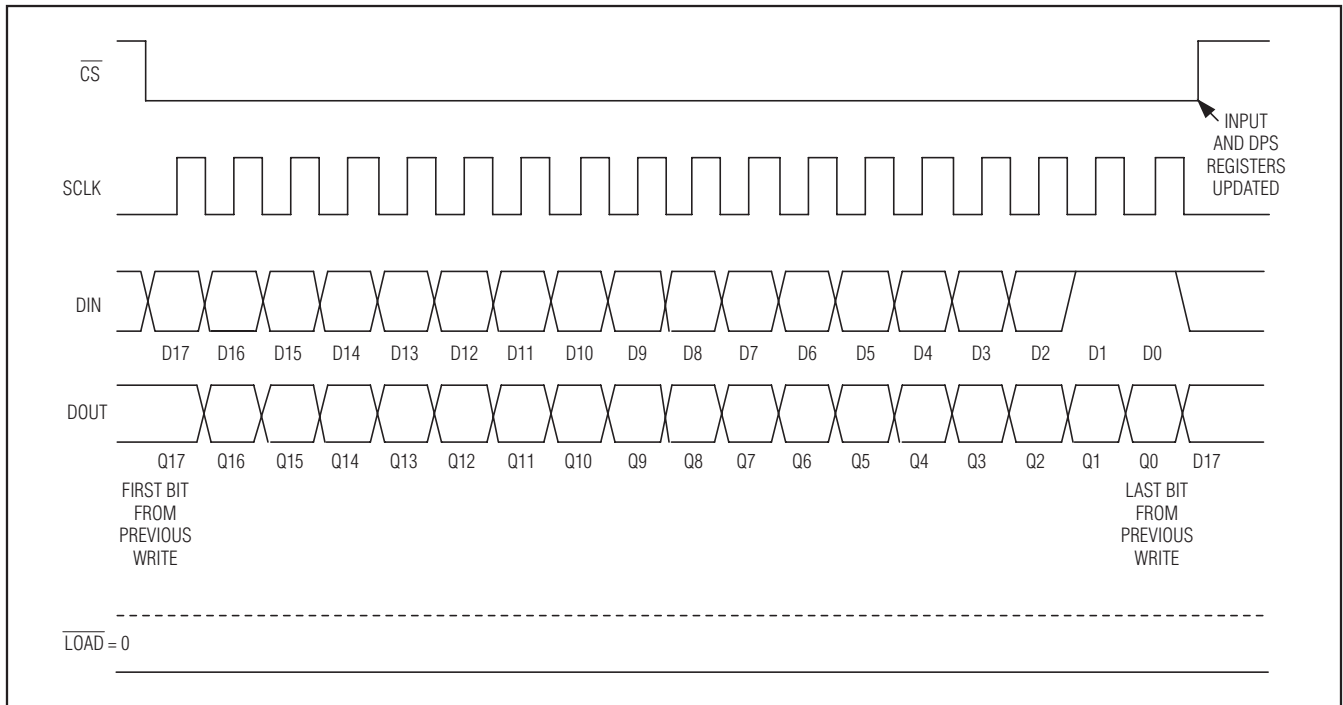 CS
INPUT
AND DPS
REGISTERS
UPDATED
SCLK
DIN
D17 D16 D15 D14 D13 D12 D11 D10 D9 D8 D7 D6 D5 D4 D3 D2 D1 D0
DOUT
Q17 Q16 Q15 Q14 Q13 Q12 Q11 Q10 Q9 Q8 Q7 Q6 Q5 Q4 Q3 Q2 Q1 Q0 D17
FIRST BIT
FROM
PREVIOUS
WRITE
LAST BIT
FROM
PREVIOUS
WRITE
LOAD = 0